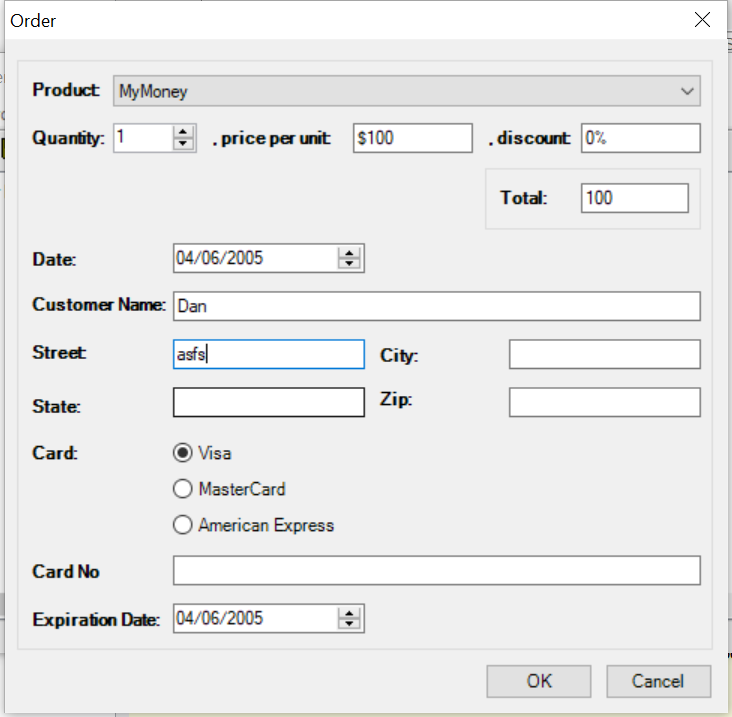 Order
Product: MyMoney
Quantity: 1 . price per unit: $100 . discount: 0%
Total: 100
Date: 04/06/2005
Customer Name: Dan
Street: asfs City:
State: Zip:
Card: Visa
MasterCard
American Express
Card No
Expiration Date: 04/06/2005
OK Cancel